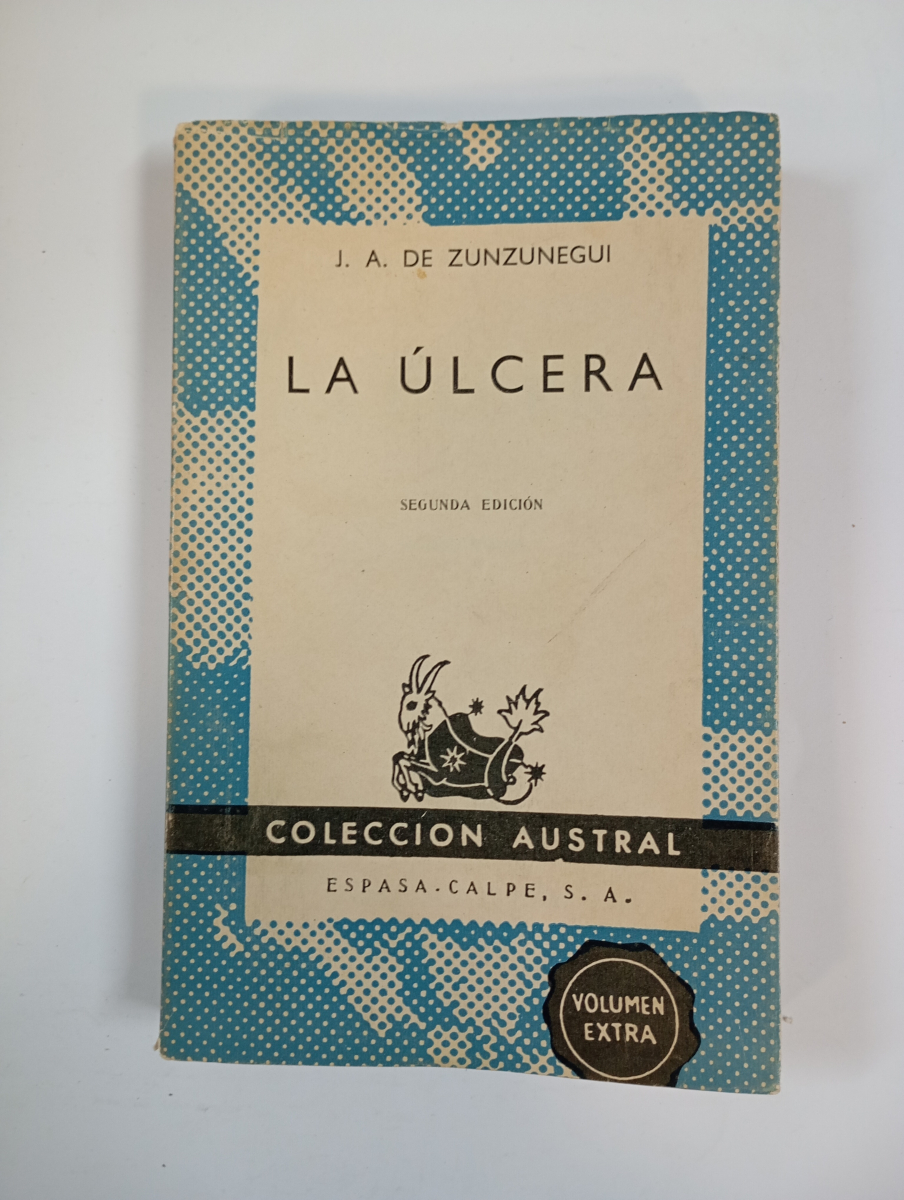 J. A. DE ZUNZUNEGUI
LA ÚLCERA
SEGUNDA EDICIÓN
COLECCION AUSTRAL
ESPASA-CALPE, S. A.
VOLUMEN
EXTRA